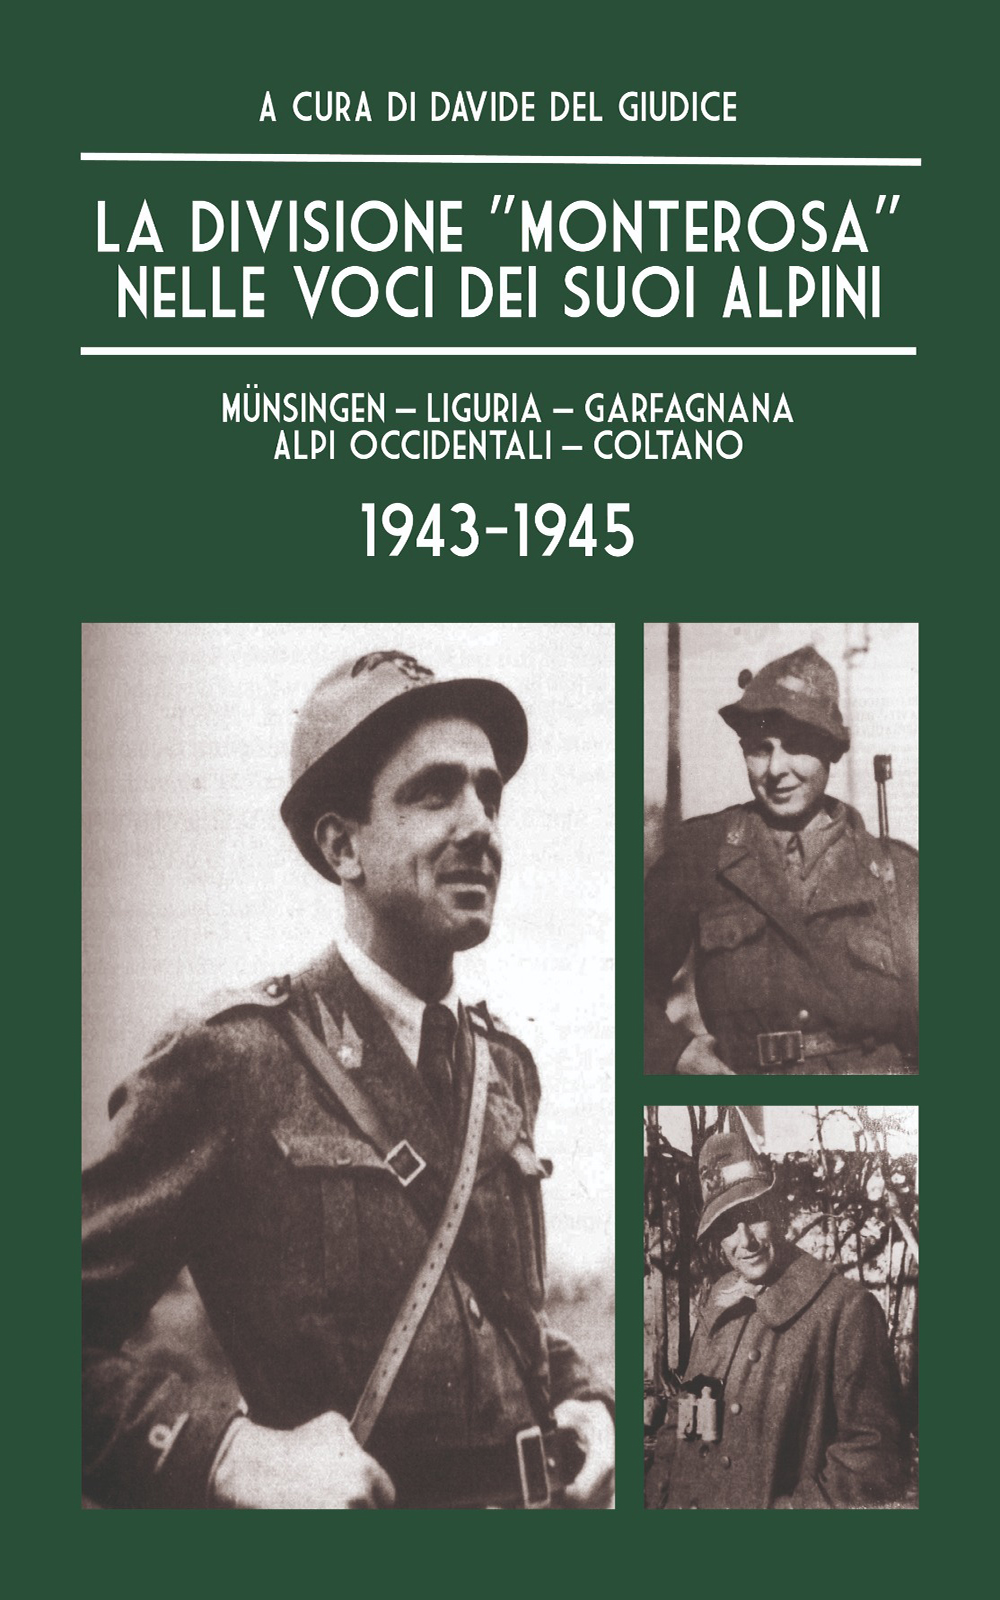 A CURA DI DAVIDE DEL GIUDICE
LA DIVISIONE "MONTEROSA"
NELLE VOCI DEI SUOI ALPINI
MÜNSINGEN – LIGURIA – GARFAGNANA
ALPI OCCIDENTALI – COLTANO
1943-1945